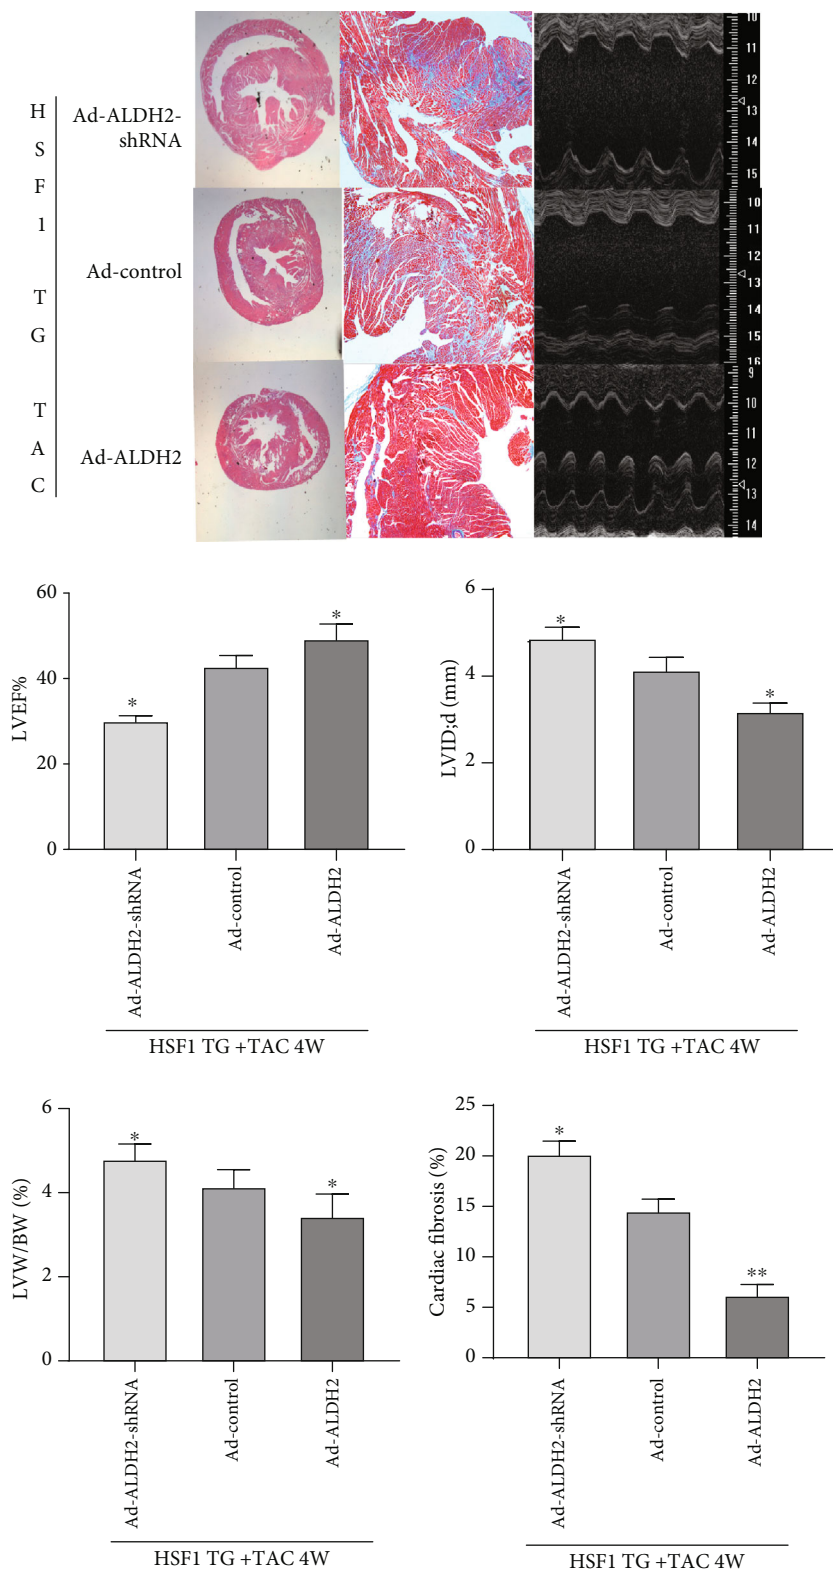 HSF1 TG TAC
Ad-ALDH2-
shRNA
Ad-control
Ad-ALDH2
10
11
12
13
14
15
10
11
12
13
14
15
16
9
10
11
12
13
14
LVEF%
60
40
20
0
*
*
Ad-ALDH2-shRNA
Ad-control
Ad-ALDH2
HSF1 TG +TAC 4W
LVID;d (mm)
6
4
2
0
*
*
Ad-ALDH2-shRNA
Ad-control
Ad-ALDH2
HSF1 TG +TAC 4W
LVW/BW (%)
6
4
2
0
*
*
Ad-ALDH2-shRNA
Ad-control
Ad-ALDH2
HSF1 TG +TAC 4W
Cardiac fibrosis (%)
25
20
15
10
5
0
*
**
Ad-ALDH2-shRNA
Ad-control
Ad-ALDH2
HSF1 TG +TAC 4W